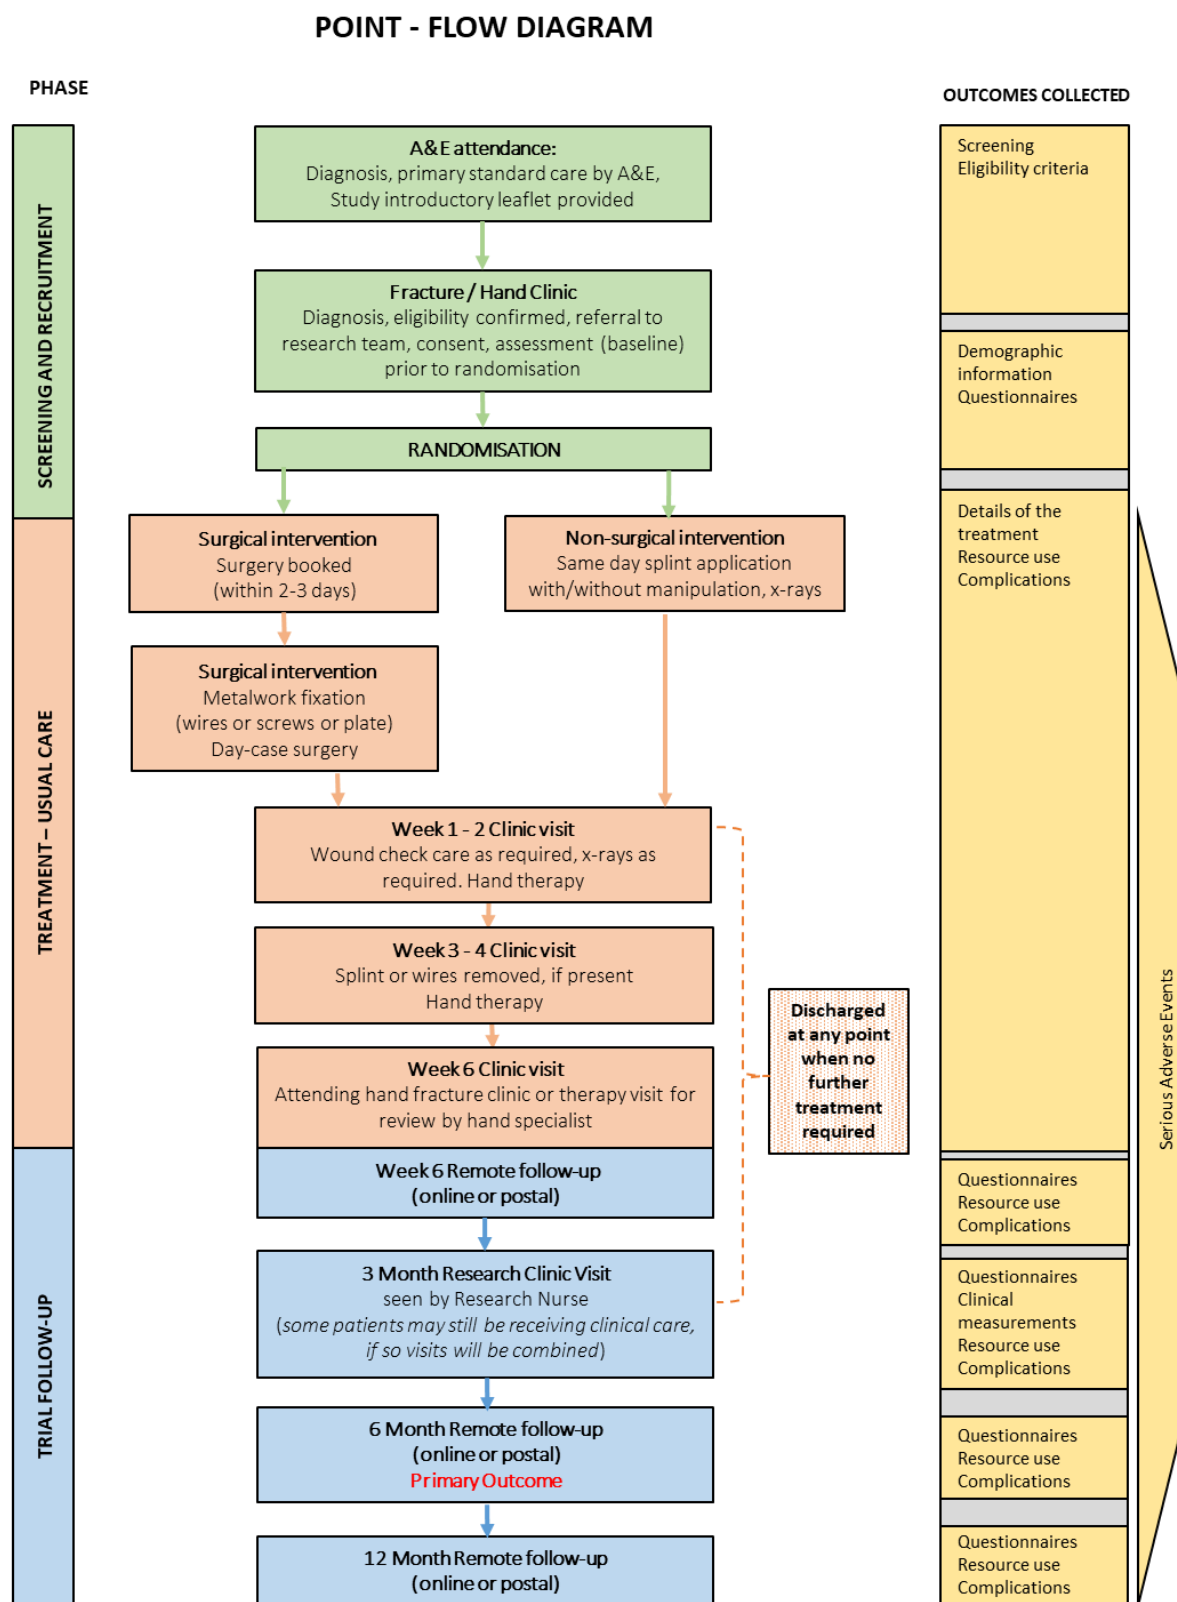 POINT - FLOW DIAGRAM
PHASE
OUTCOMES COLLECTED
SCREENING AND RECRUITMENT
A&E attendance:
Diagnosis, primary standard care by A&E,
Study introductory leaflet provided
Screening
Eligibility criteria
Fracture / Hand Clinic
Diagnosis, eligibility confirmed, referral to
research team, consent, assessment (baseline)
prior to randomisation
Demographic
information
Questionnaires
RANDOMISATION
TREATMENT – USUAL CARE
Surgical intervention
Surgery booked
(within 2-3 days)
Non-surgical intervention
Same day splint application
with/without manipulation, x-rays
Details of the
treatment
Resource use
Complications
Surgical intervention
Metalwork fixation
(wires or screws or plate)
Day-case surgery
Week 1 - 2 Clinic visit
Wound check care as required, x-rays as
required. Hand therapy
Week 3 - 4 Clinic visit
Splint or wires removed, if present
Hand therapy
Week 6 Clinic visit
Attending hand fracture clinic or therapy visit for
review by hand specialist
Discharged
at any point
when no
further
treatment
required
Serious Adverse Events
TRIAL FOLLOW-UP
Week 6 Remote follow-up
(online or postal)
Questionnaires
Resource use
Complications
3 Month Research Clinic Visit
seen by Research Nurse
(some patients may still be receiving clinical care,
if so visits will be combined)
Questionnaires
Clinical
measurements
Resource use
Complications
6 Month Remote follow-up
(online or postal)
Primary Outcome
Questionnaires
Resource use
Complications
12 Month Remote follow-up
(online or postal)
Questionnaires
Resource use
Complications